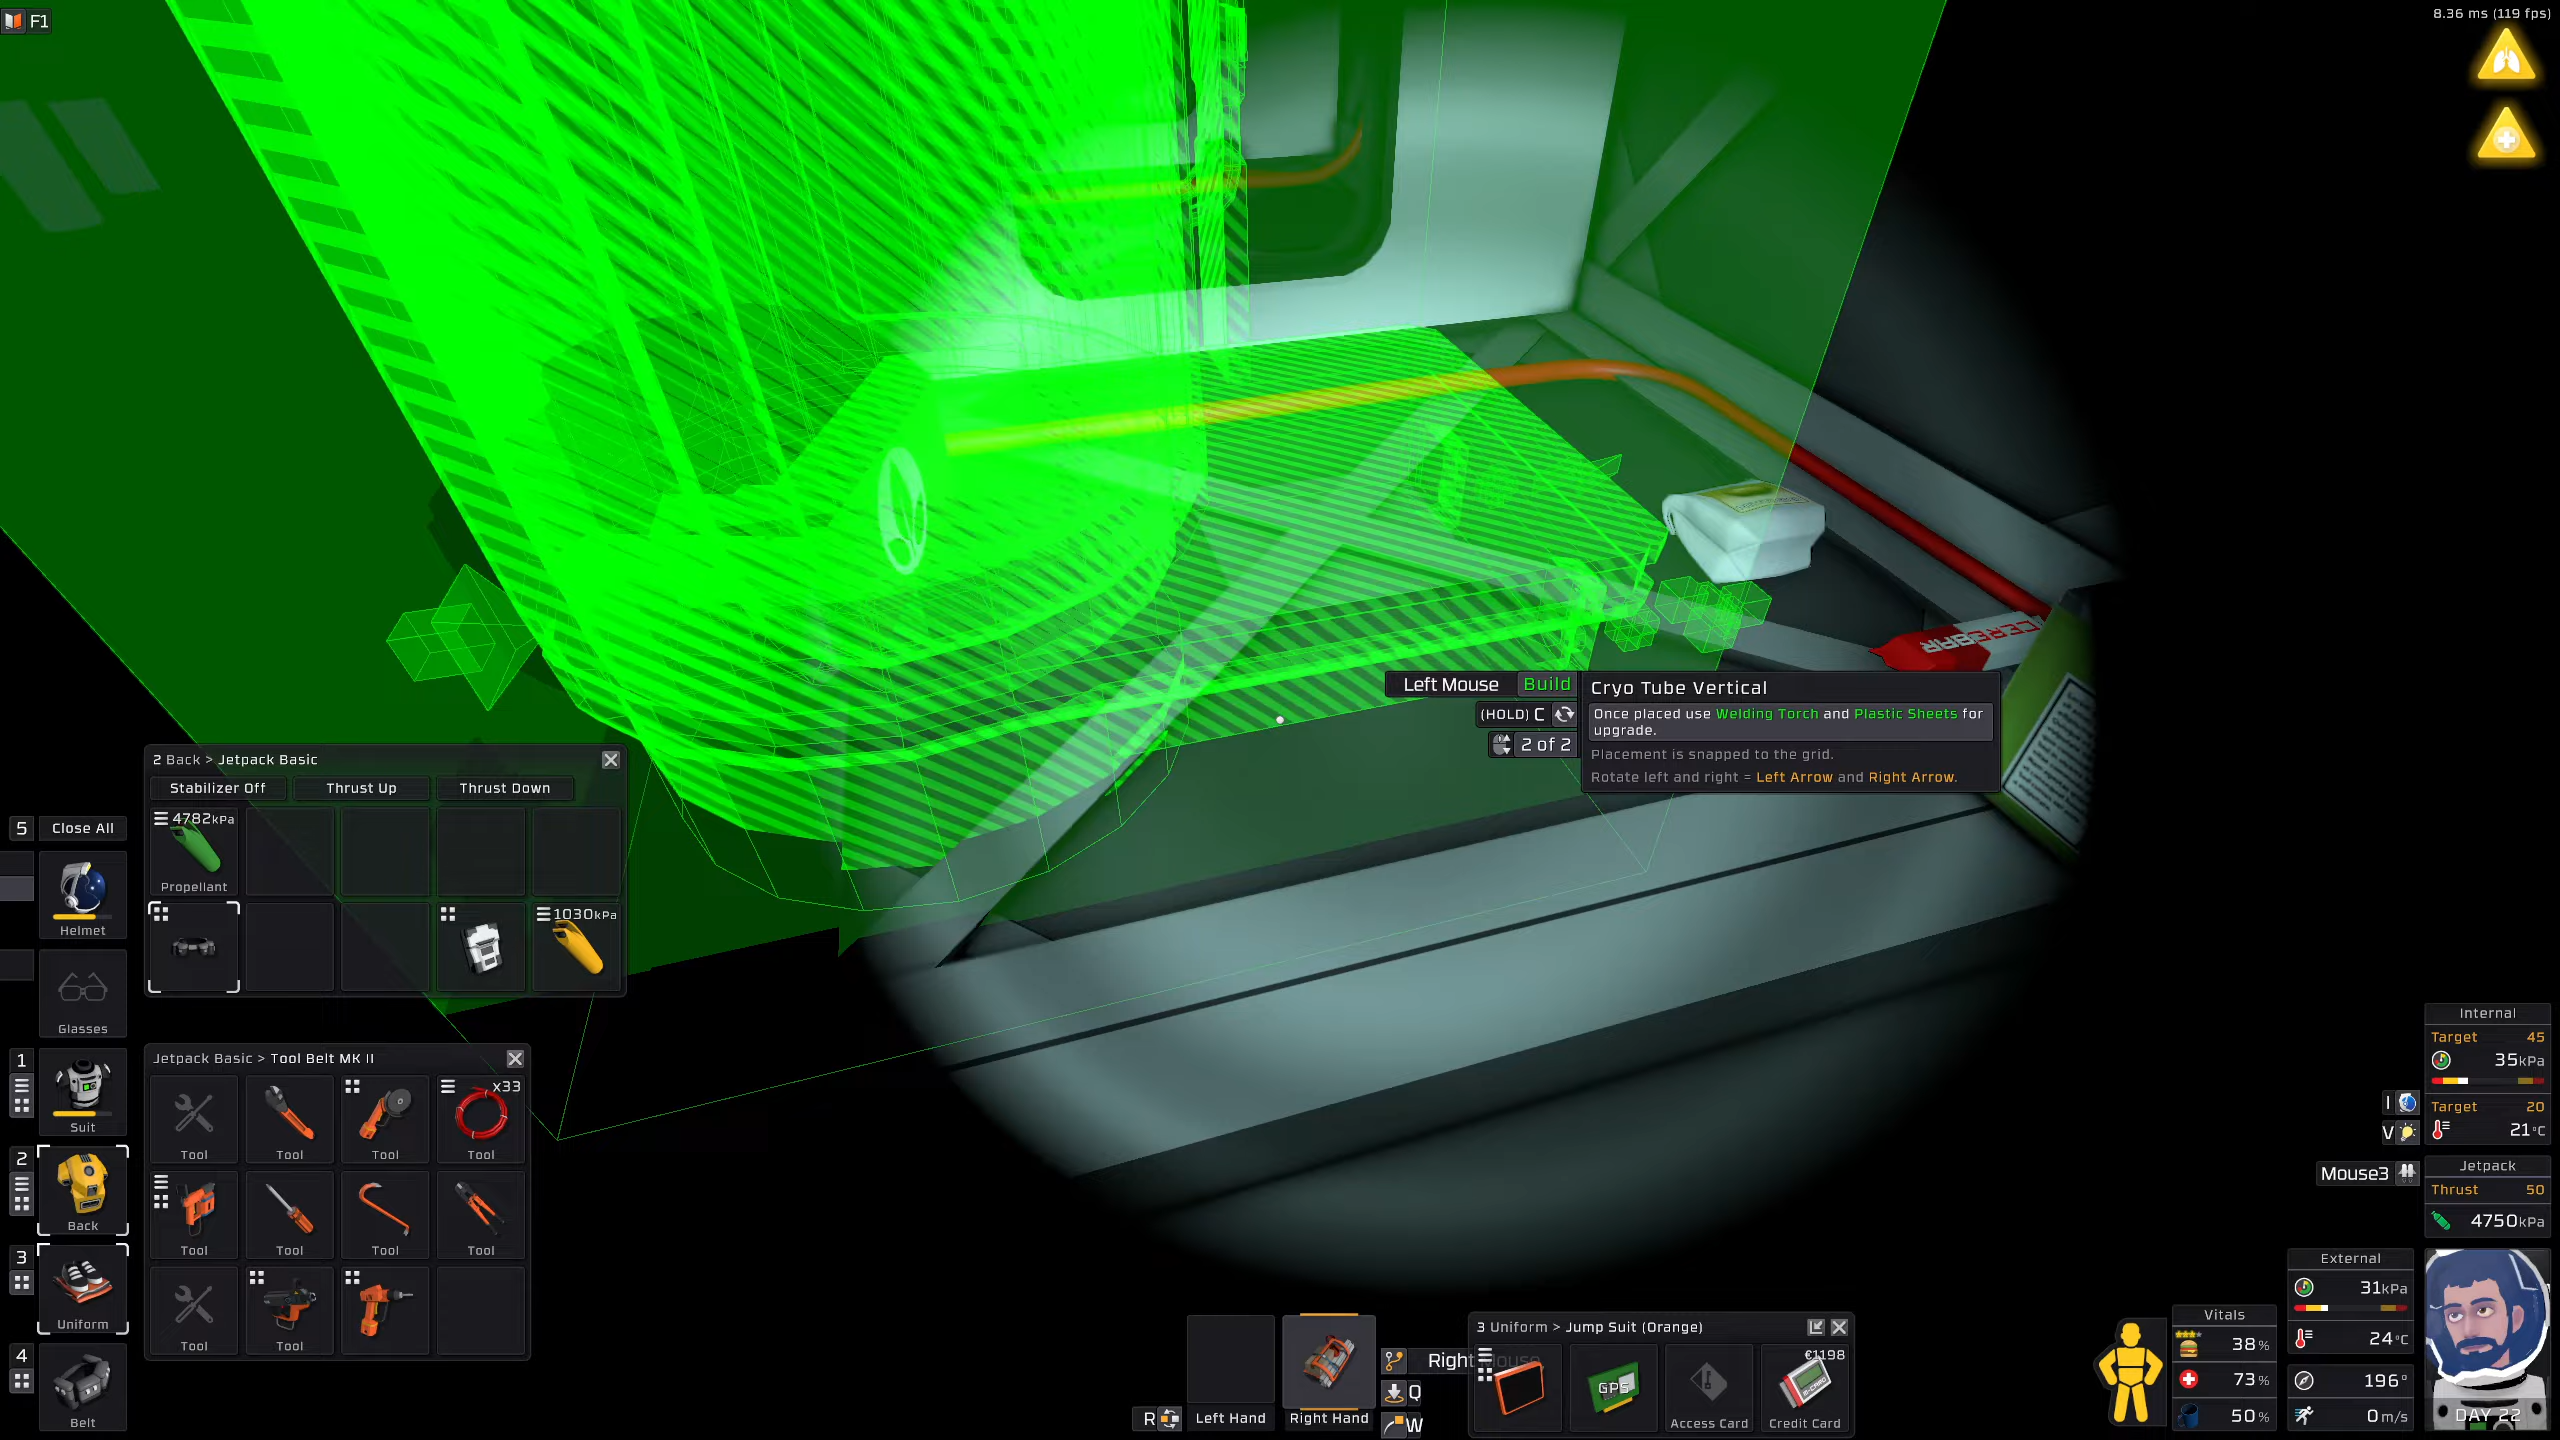 F1
8.36 ms (119 fps)
Left Mouse Build
(HOLD) C
2 of 2
Cryo Tube Vertical
Once placed use Welding Torch and Plastic Sheets for
upgrade.
Placement is snapped to the grid.
Rotate left and right = Left Arrow and Right Arrow.
CEREBAR
2 Back > Jetpack Basic
Stabilizer Off Thrust Up Thrust Down
4782kPa
Propellant
1030kPa
5 Close All
Helmet
Glasses
1
Suit
2
Back
3
Uniform
4
Belt
Jetpack Basic > Tool Belt MK II
x33
Tool Tool Tool Tool
Tool Tool Tool Tool
Tool Tool Tool
R Left Hand
Right Hand
Right Mouse
Q
W
3 Uniform > Jump Suit (Orange)
GPS
Access Card
€1198
Credit Card
Internal
Target 45
35kPa
Target 20
21°C
I
V
Mouse3
Jetpack
Thrust 50
4750kPa
External
31kPa
24°C
196°
0m/s
Vitals
38%
73%
50%
DAY 22